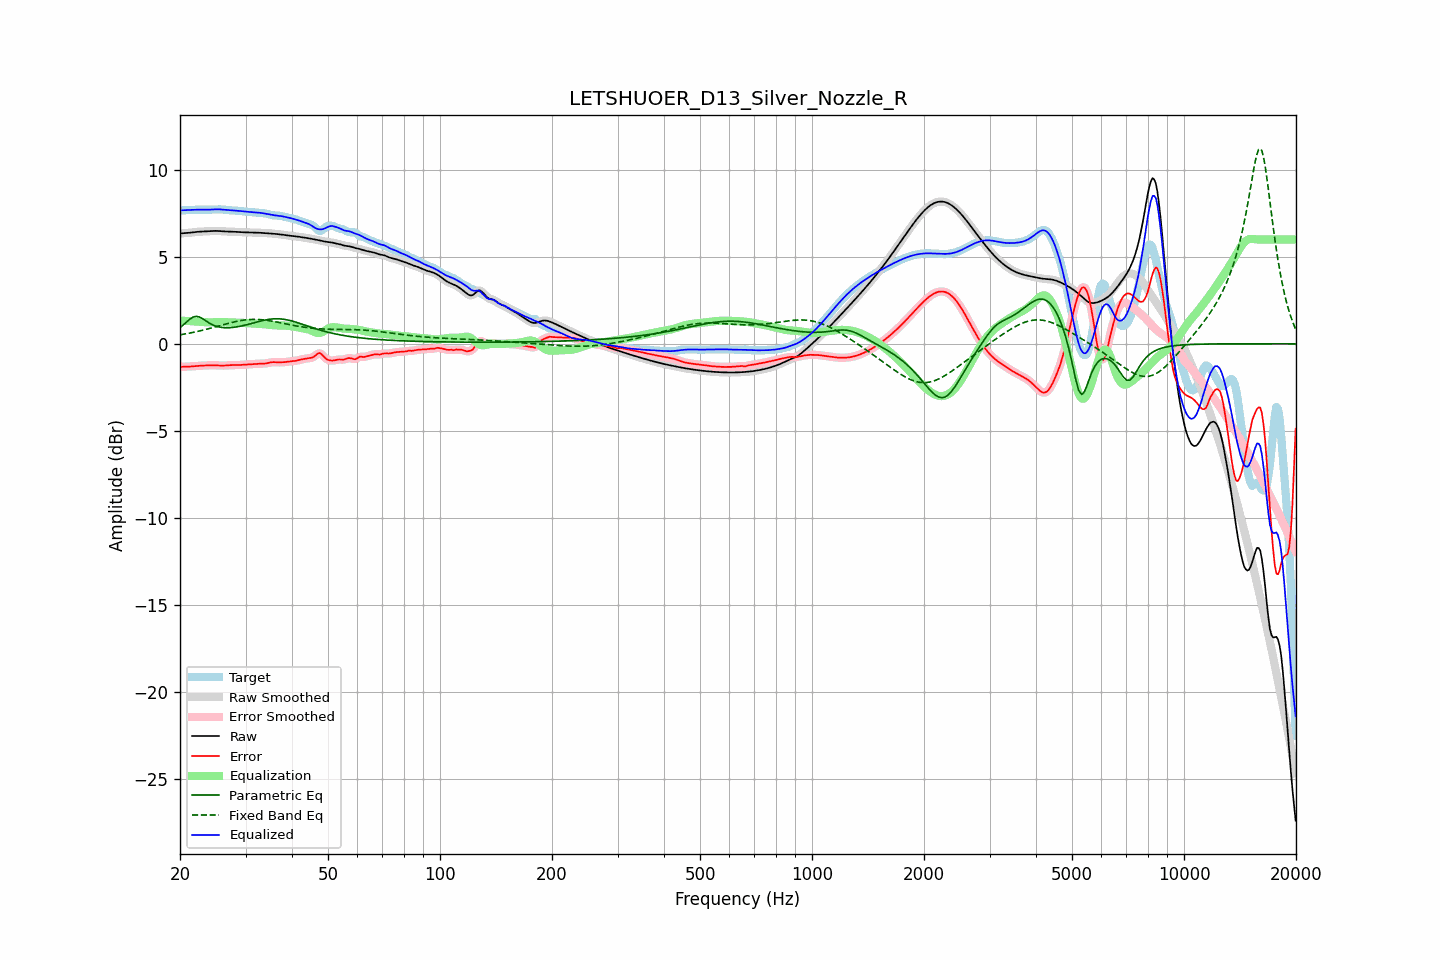 LETSHUOER_D13_Silver_Nozzle_R
10
5
0
−5
−10
−15
−20
−25
Amplitude (dBr)
Target
Raw Smoothed
Error Smoothed
Raw
Error
Equalization
Parametric Eq
Fixed Band Eq
Equalized
20 50 100 200 500 1000 2000 5000 10000 20000
Frequency (Hz)